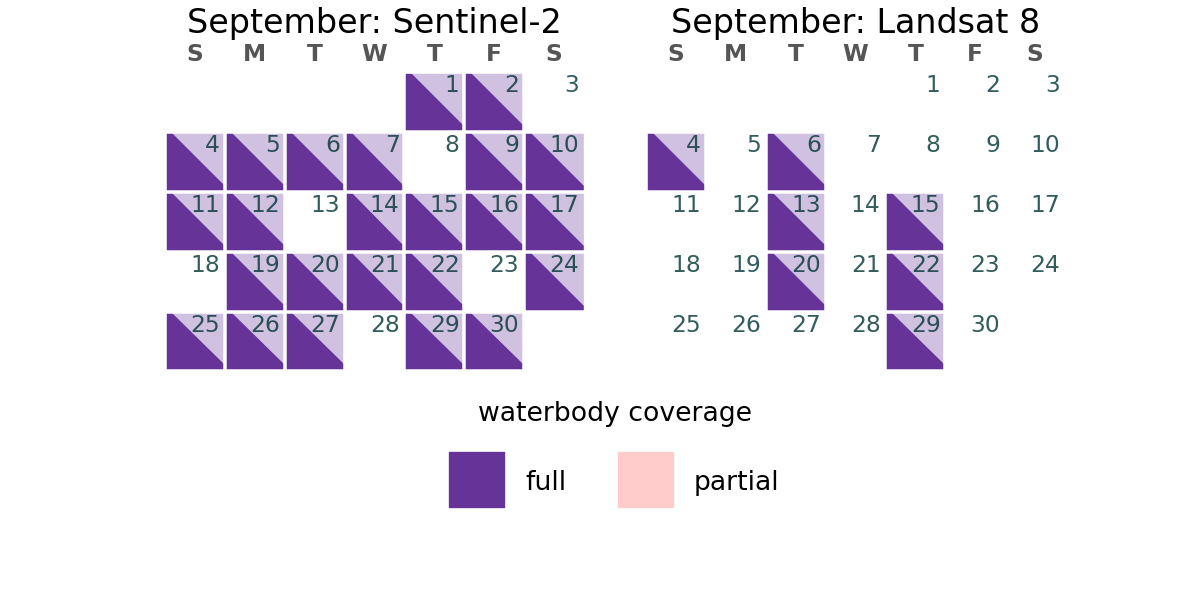 September: Sentinel-2
S M T W T F S
1 2 3
4 5 6 7 8 9 10
11 12 13 14 15 16 17
18 19 20 21 22 23 24
25 26 27 28 29 30
September: Landsat 8
S M T W T F S
1 2 3
4 5 6 7 8 9 10
11 12 13 14 15 16 17
18 19 20 21 22 23 24
25 26 27 28 29 30
waterbody coverage
full partial